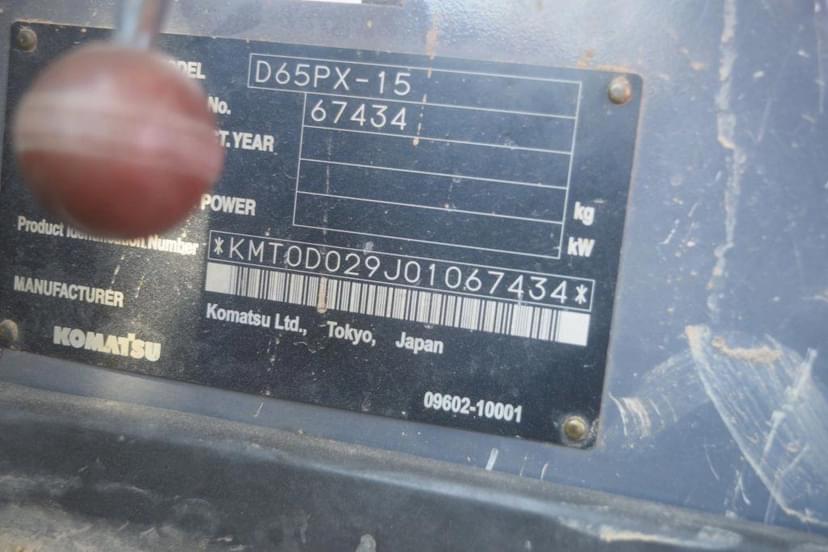 D65PX-15
No. 67434
T. YEAR
POWER
kg
kW
Product Identification Number
*KMT0D029J01067434*
MANUFACTURER
Komatsu Ltd., Tokyo, Japan
KOMATSU
09602-10001